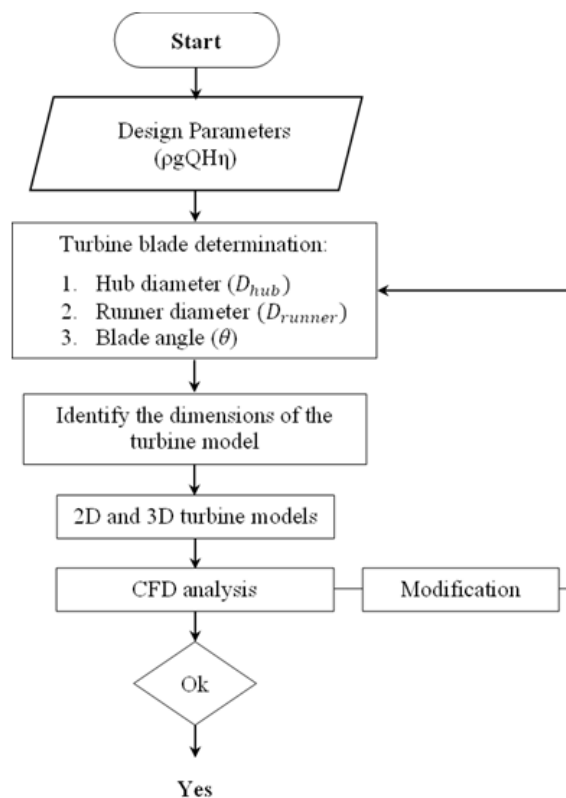 Start
Design Parameters
(ρgQHη)
Turbine blade determination:
1. Hub diameter (D_hub)
2. Runner diameter (D_runner)
3. Blade angle (θ)
Identify the dimensions of the
turbine model
2D and 3D turbine models
CFD analysis
Modification
Ok
Yes